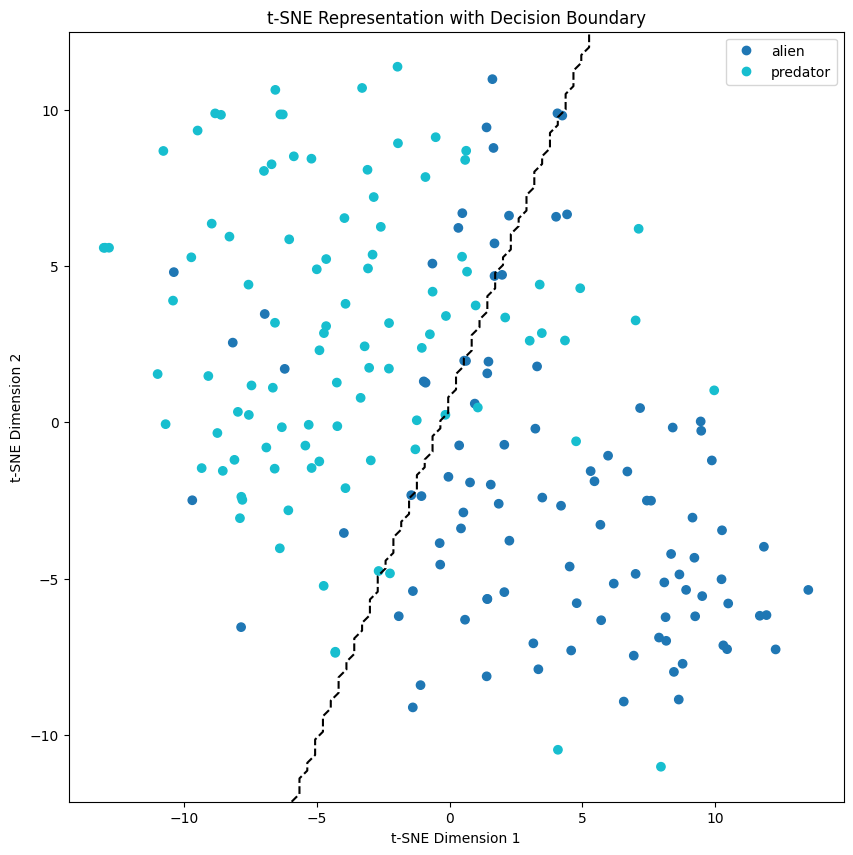 t-SNE Representation with Decision Boundary
alien
predator
10
5
0
−5
−10
t-SNE Dimension 2
−10
−5
0
5
10
t-SNE Dimension 1